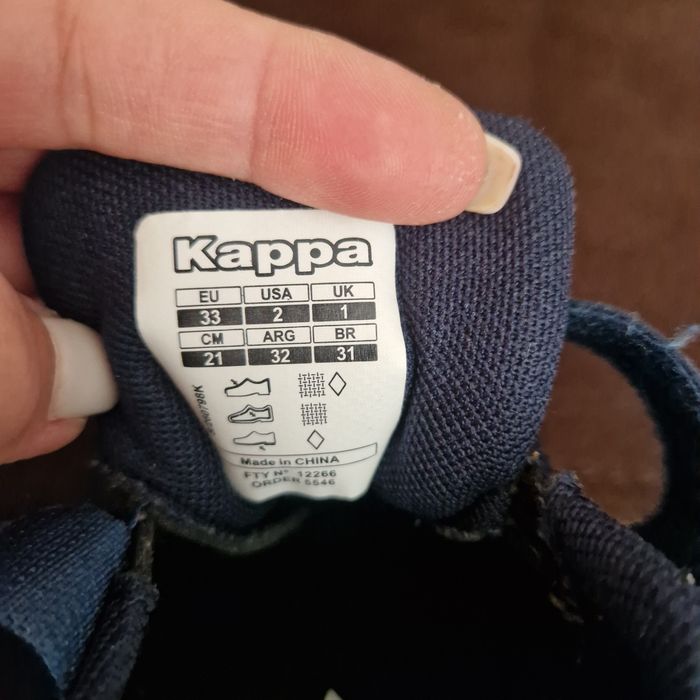 Kappa
EU USA UK
33 2 1
CM ARG BR
21 32 31
Made in CHINA
FTY N° 12266
ORDER 5546